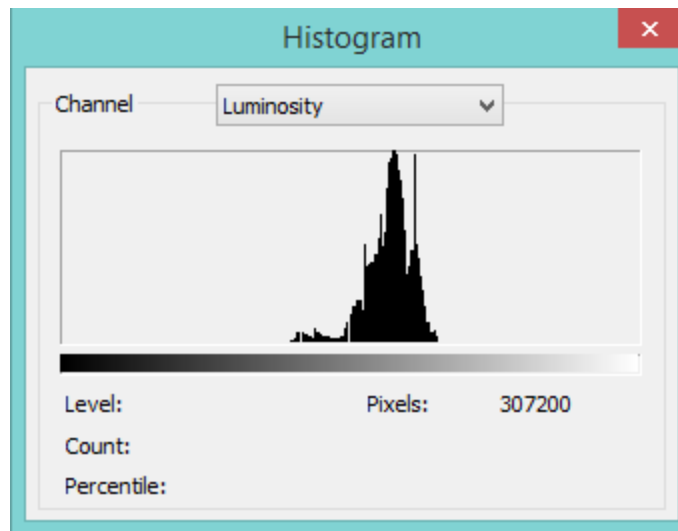 Histogram
Channel Luminosity
Level: Pixels: 307200
Count:
Percentile: